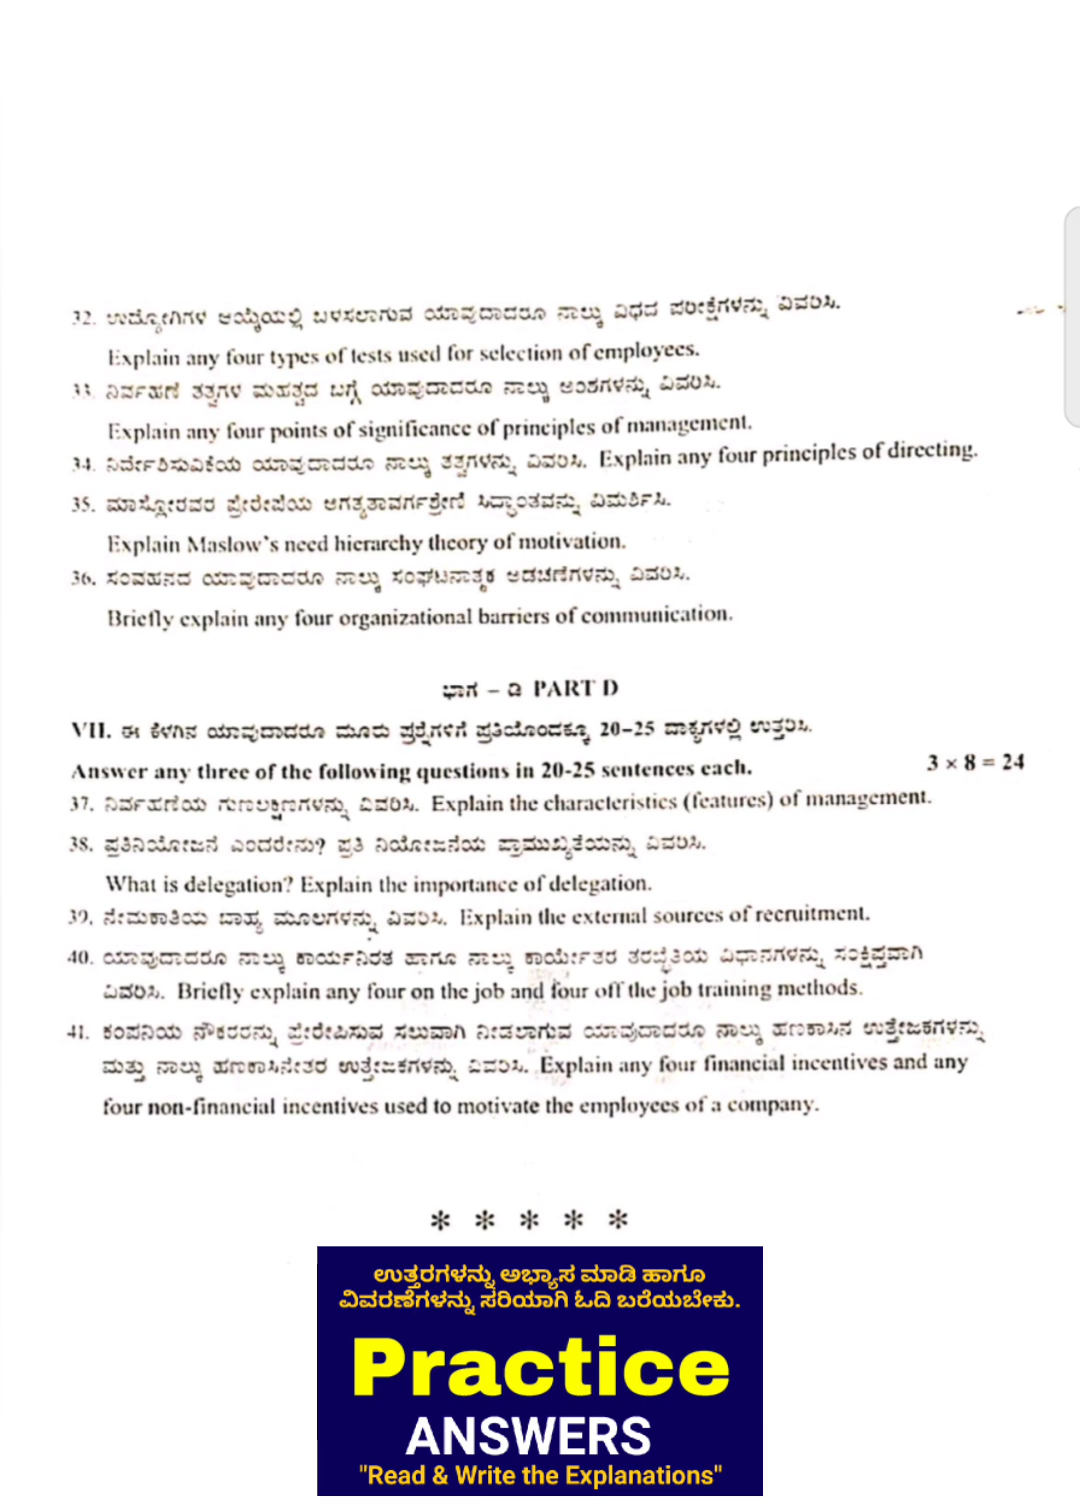 32. ಉದ್ಯೋಗಿಗಳ ಆಯ್ಕೆಯಲ್ಲಿ ಬಳಸಲಾಗುವ ಯಾವುದಾದರೂ ನಾಲ್ಕು ವಿಧದ ಪರೀಕ್ಷೆಗಳನ್ನು ವಿವರಿಸಿ.
Explain any four types of tests used for selection of employees.
33. ನಿರ್ವಹಣೆ ತತ್ವಗಳ ಮಹತ್ವದ ಬಗ್ಗೆ ಯಾವುದಾದರೂ ನಾಲ್ಕು ಅಂಶಗಳನ್ನು ವಿವರಿಸಿ.
Explain any four points of significance of principles of management.
34. ನಿರ್ದೇಶಿಸುವಿಕೆಯ ಯಾವುದಾದರೂ ನಾಲ್ಕು ತತ್ವಗಳನ್ನು ವಿವರಿಸಿ. Explain any four principles of directing.
35. ಮಾಸ್ಲೋರವರ ಪ್ರೇರೇಪಣೆಯ ಅಗತ್ಯತಾವರ್ಗಶ್ರೇಣಿ ಸಿದ್ಧಾಂತವನ್ನು ವಿಮರ್ಶಿಸಿ.
Explain Maslow's need hierarchy theory of motivation.
36. ಸಂವಹನದ ಯಾವುದಾದರೂ ನಾಲ್ಕು ಸಂಘಟನಾತ್ಮಕ ಅಡಚಣೆಗಳನ್ನು ವಿವರಿಸಿ.
Briefly explain any four organizational barriers of communication.
ಭಾಗ – ಡಿ PART D
VII. ಈ ಕೆಳಗಿನ ಯಾವುದಾದರೂ ಮೂರು ಪ್ರಶ್ನೆಗಳಿಗೆ ಪ್ರತಿಯೊಂದಕ್ಕೂ 20–25 ವಾಕ್ಯಗಳಲ್ಲಿ ಉತ್ತರಿಸಿ.
Answer any three of the following questions in 20-25 sentences each. 3 × 8 = 24
37. ನಿರ್ವಹಣೆಯ ಗುಣಲಕ್ಷಣಗಳನ್ನು ವಿವರಿಸಿ. Explain the characteristics (features) of management.
38. ಪ್ರತಿನಿಯೋಜನೆ ಎಂದರೇನು? ಪ್ರತಿ ನಿಯೋಜನೆಯ ಪ್ರಾಮುಖ್ಯತೆಯನ್ನು ವಿವರಿಸಿ.
What is delegation? Explain the importance of delegation.
39. ನೇಮಕಾತಿಯ ಬಾಹ್ಯ ಮೂಲಗಳನ್ನು ವಿವರಿಸಿ. Explain the external sources of recruitment.
40. ಯಾವುದಾದರೂ ನಾಲ್ಕು ಕಾರ್ಯನಿರತ ಹಾಗೂ ನಾಲ್ಕು ಕಾರ್ಯೇತರ ತರಬೈತಿಯ ವಿಧಾನಗಳನ್ನು ಸಂಕ್ಷಿಪ್ತವಾಗಿ
ವಿವರಿಸಿ. Briefly explain any four on the job and four off the job training methods.
41. ಕಂಪನಿಯ ನೌಕರರನ್ನು ಪ್ರೇರೇಪಿಸುವ ಸಲುವಾಗಿ ನೀಡಲಾಗುವ ಯಾವುದಾದರೂ ನಾಲ್ಕು ಹಣಕಾಸಿನ ಉತ್ತೇಜಕಗಳನ್ನು
ಮತ್ತು ನಾಲ್ಕು ಹಣಕಾಸಿನೇತರ ಉತ್ತೇಜಕಗಳನ್ನು ವಿವರಿಸಿ. Explain any four financial incentives and any
four non-financial incentives used to motivate the employees of a company.
* * * * *
ಉತ್ತರಗಳನ್ನು ಅಭ್ಯಾಸ ಮಾಡಿ ಹಾಗೂ
ವಿವರಣೆಗಳನ್ನು ಸರಿಯಾಗಿ ಓದಿ ಬರೆಯಬೇಕು.
Practice
ANSWERS
"Read & Write the Explanations"